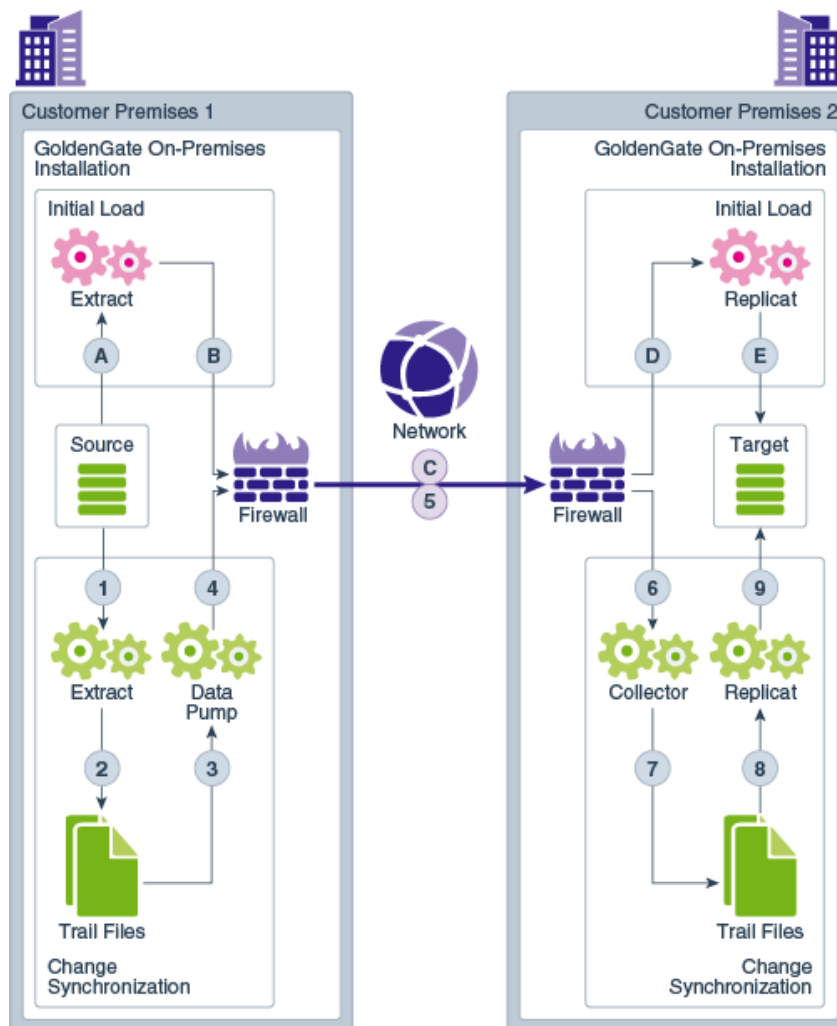 Customer Premises 1
GoldenGate On-Premises
Installation
Initial Load
Extract
A
B
Source
Firewall
1
4
Extract
Data
Pump
2
3
Trail Files
Change
Synchronization
Network
C
5
Customer Premises 2
GoldenGate On-Premises
Installation
Initial Load
Replicat
D
E
Firewall
Target
6
9
Collector
Replicat
7
8
Trail Files
Change
Synchronization